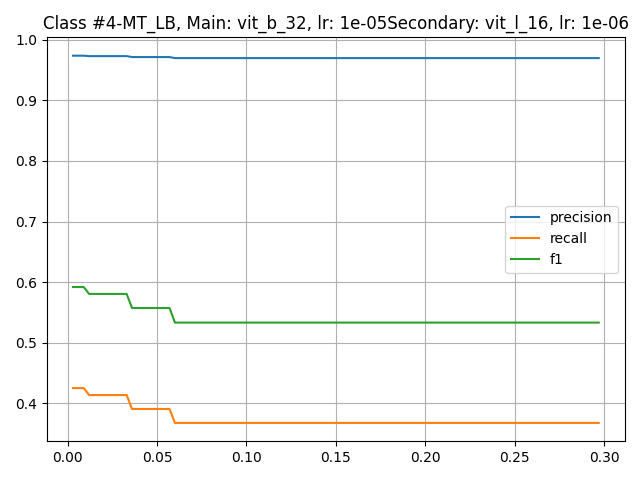 Class #4-MT_LB, Main: vit_b_32, lr: 1e-05Secondary: vit_l_16, lr: 1e-06
1.0
0.9
0.8
0.7
0.6
0.5
0.4
precision
recall
f1
0.00 0.05 0.10 0.15 0.20 0.25 0.30